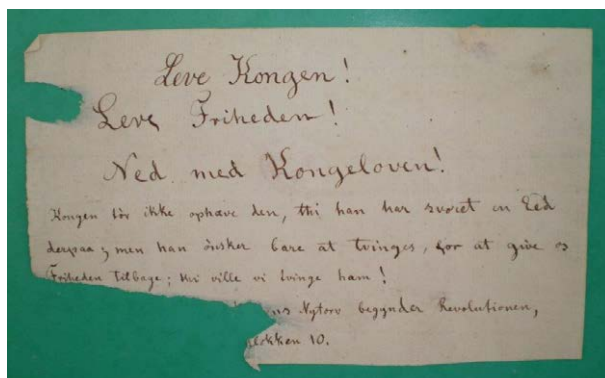 Leve Kongen!
Leve Friheden!
Ned med Kongeloven!
Kongen tör ikke ophæve den, thi han har svoret en Eed
derpaa; men han önsker bare at tvinges, for at give os
Friheden tilbage; thi ville vi tvinge ham!
Nytorv begynder Revolutionen,
Klokken 10.